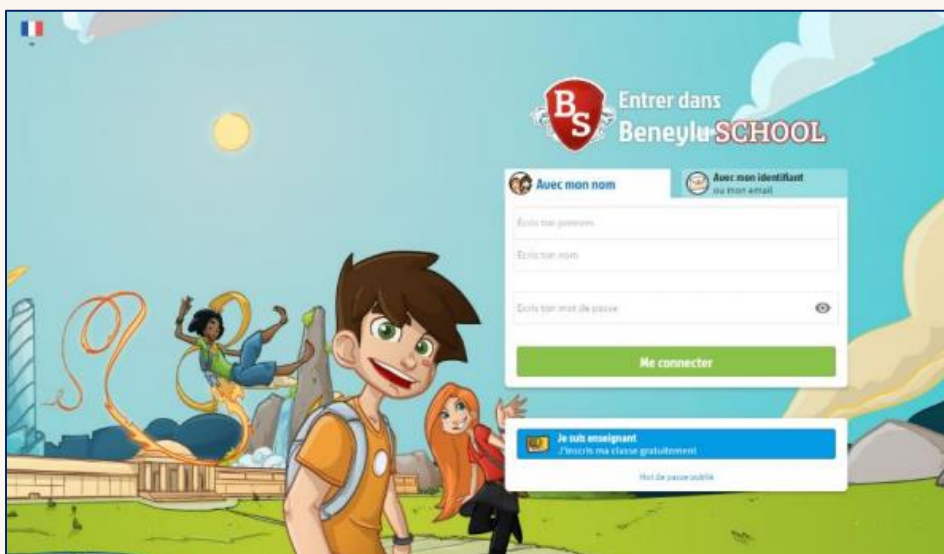 BS
Entrer dans
Beneylu SCHOOL
Avec mon nom
Avec mon identifiant
ou mon email
Écris ton prénom
Écris ton nom
Écris ton mot de passe
Me connecter
Je suis enseignant
J'inscris ma classe gratuitement
Mot de passe oublié